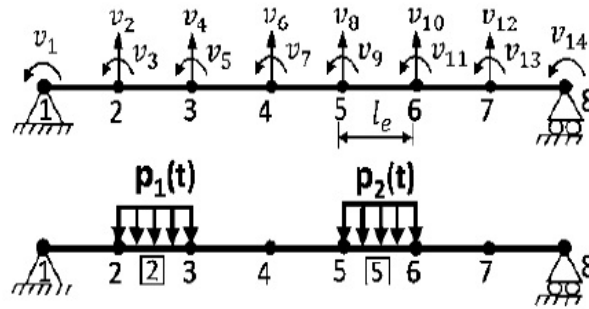 v₁ v₂ v₃ v₄ v₅ v₆ v₇ v₈ v₉ v₁₀ v₁₁ v₁₂ v₁₃ v₁₄
1 2 3 4 5 6 7 8
lₑ
p₁(t) p₂(t)
1 2 3 4 5 6 7 8
2 5